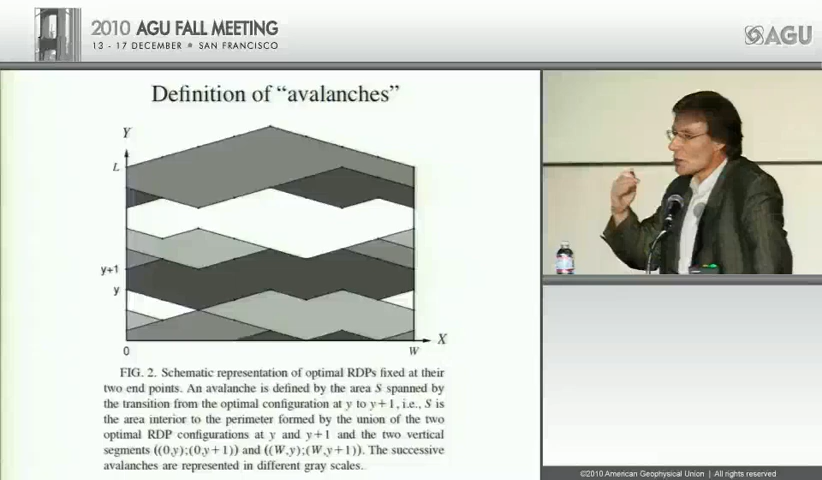 2010 AGU FALL MEETING
13 - 17 DECEMBER SAN FRANCISCO
AGU
Definition of “avalanches”
Y
L
y+1
y
X
0
W
FIG. 2. Schematic representation of optimal RDPs fixed at their
two end points. An avalanche is defined by the area S spanned by
the transition from the optimal configuration at y to y+1, i.e., S is
the area interior to the perimeter formed by the union of the two
optimal RDP configurations at y and y+1 and the two vertical
segments ((0,y);(0,y+1)) and ((W,y);(W,y+1)). The successive
avalanches are represented in different gray scales.
©2010 American Geophysical Union | All rights reserved